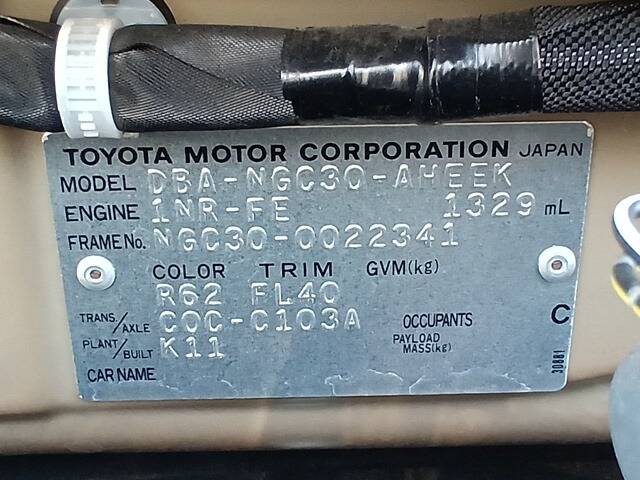 TOYOTA MOTOR CORPORATION JAPAN
MODEL DBA-NGC30-AHEEK
ENGINE 1NR-FE 1329 mL
FRAME No. NGC30-0022341
COLOR TRIM GVM(kg)
R62 FL40
TRANS./AXLE COC-C103A OCCUPANTS C
PLANT/BUILT K11 PAYLOAD MASS(kg)
CAR NAME
30881